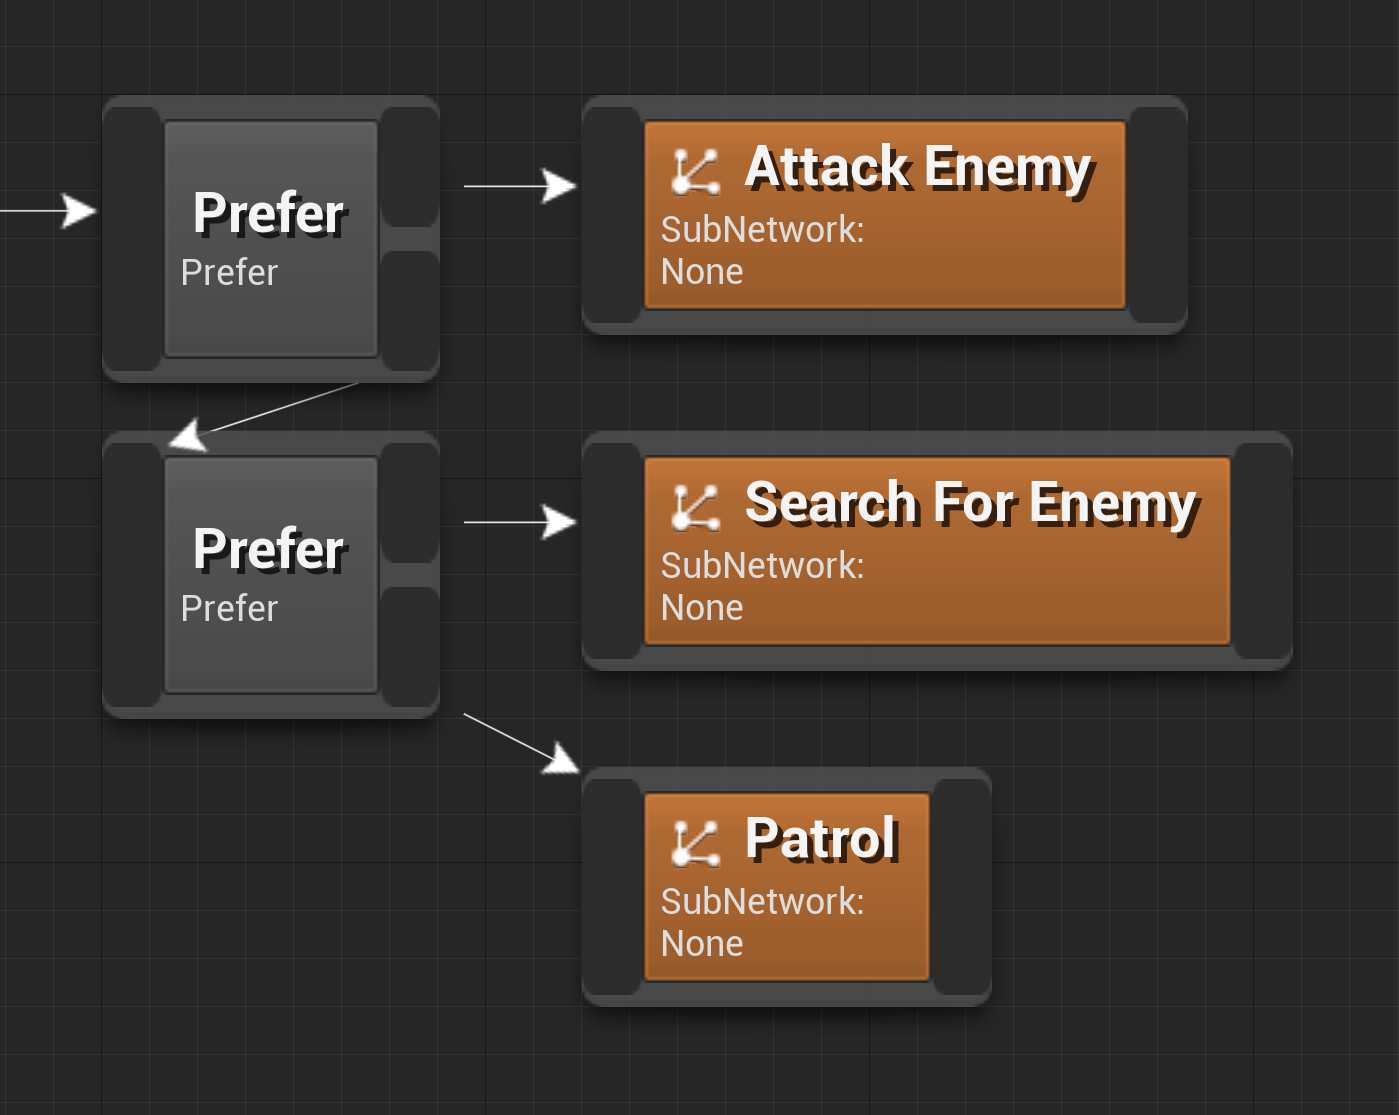 Prefer
Prefer
Attack Enemy
SubNetwork:
None
Prefer
Prefer
Search For Enemy
SubNetwork:
None
Patrol
SubNetwork:
None